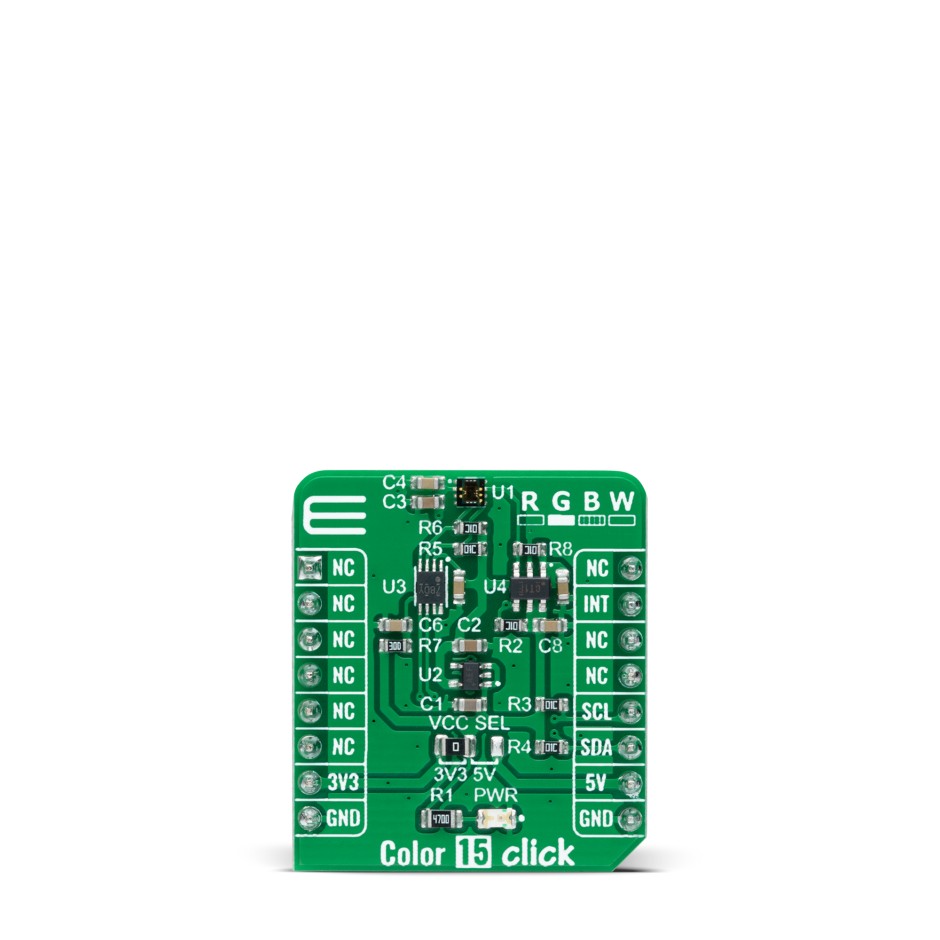 C4
U1
C3
R G B W
R6
R5
R8
U3
U4
NC
NC
NC
NC
NC
NC
3V3
GND
NC
INT
NC
NC
SCL
SDA
5V
GND
C6 C2
R7
R2 C8
U2
C1
R3
VCC SEL
0
R4
3V3 5V
R1 PWR
4700
Color 15 click